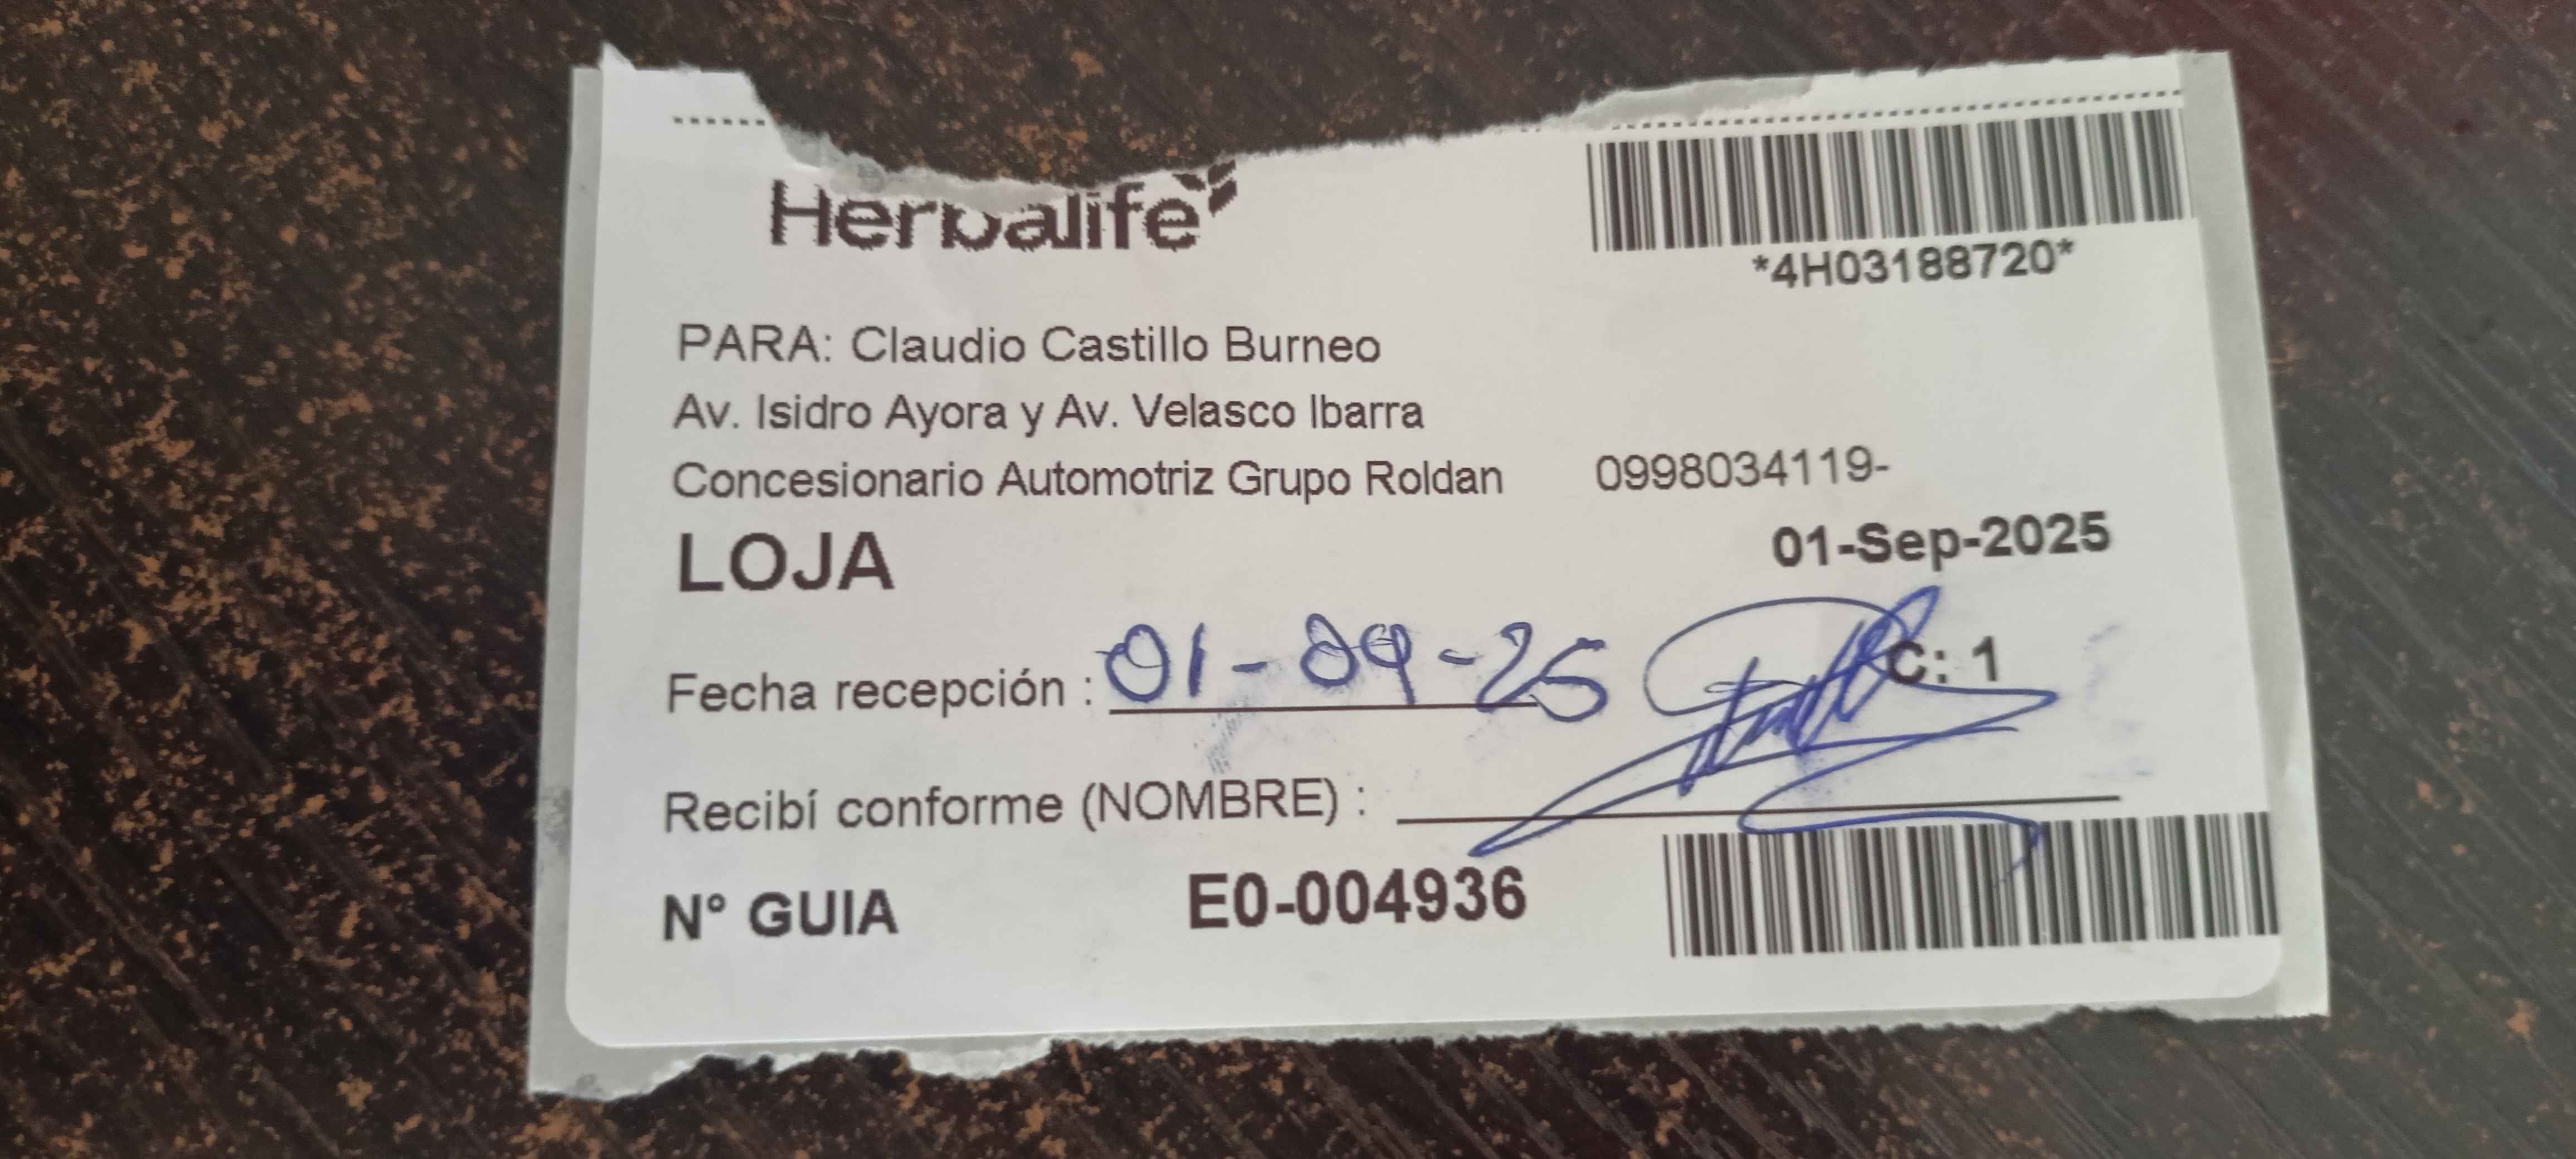 Herbalife
*4H03188720*
PARA: Claudio Castillo Burneo
Av. Isidro Ayora y Av. Velasco Ibarra
Concesionario Automotriz Grupo Roldan 0998034119-
LOJA 01-Sep-2025
Fecha recepción : 01-09-25 C: 1
Recibí conforme (NOMBRE) :
N° GUIA E0-004936